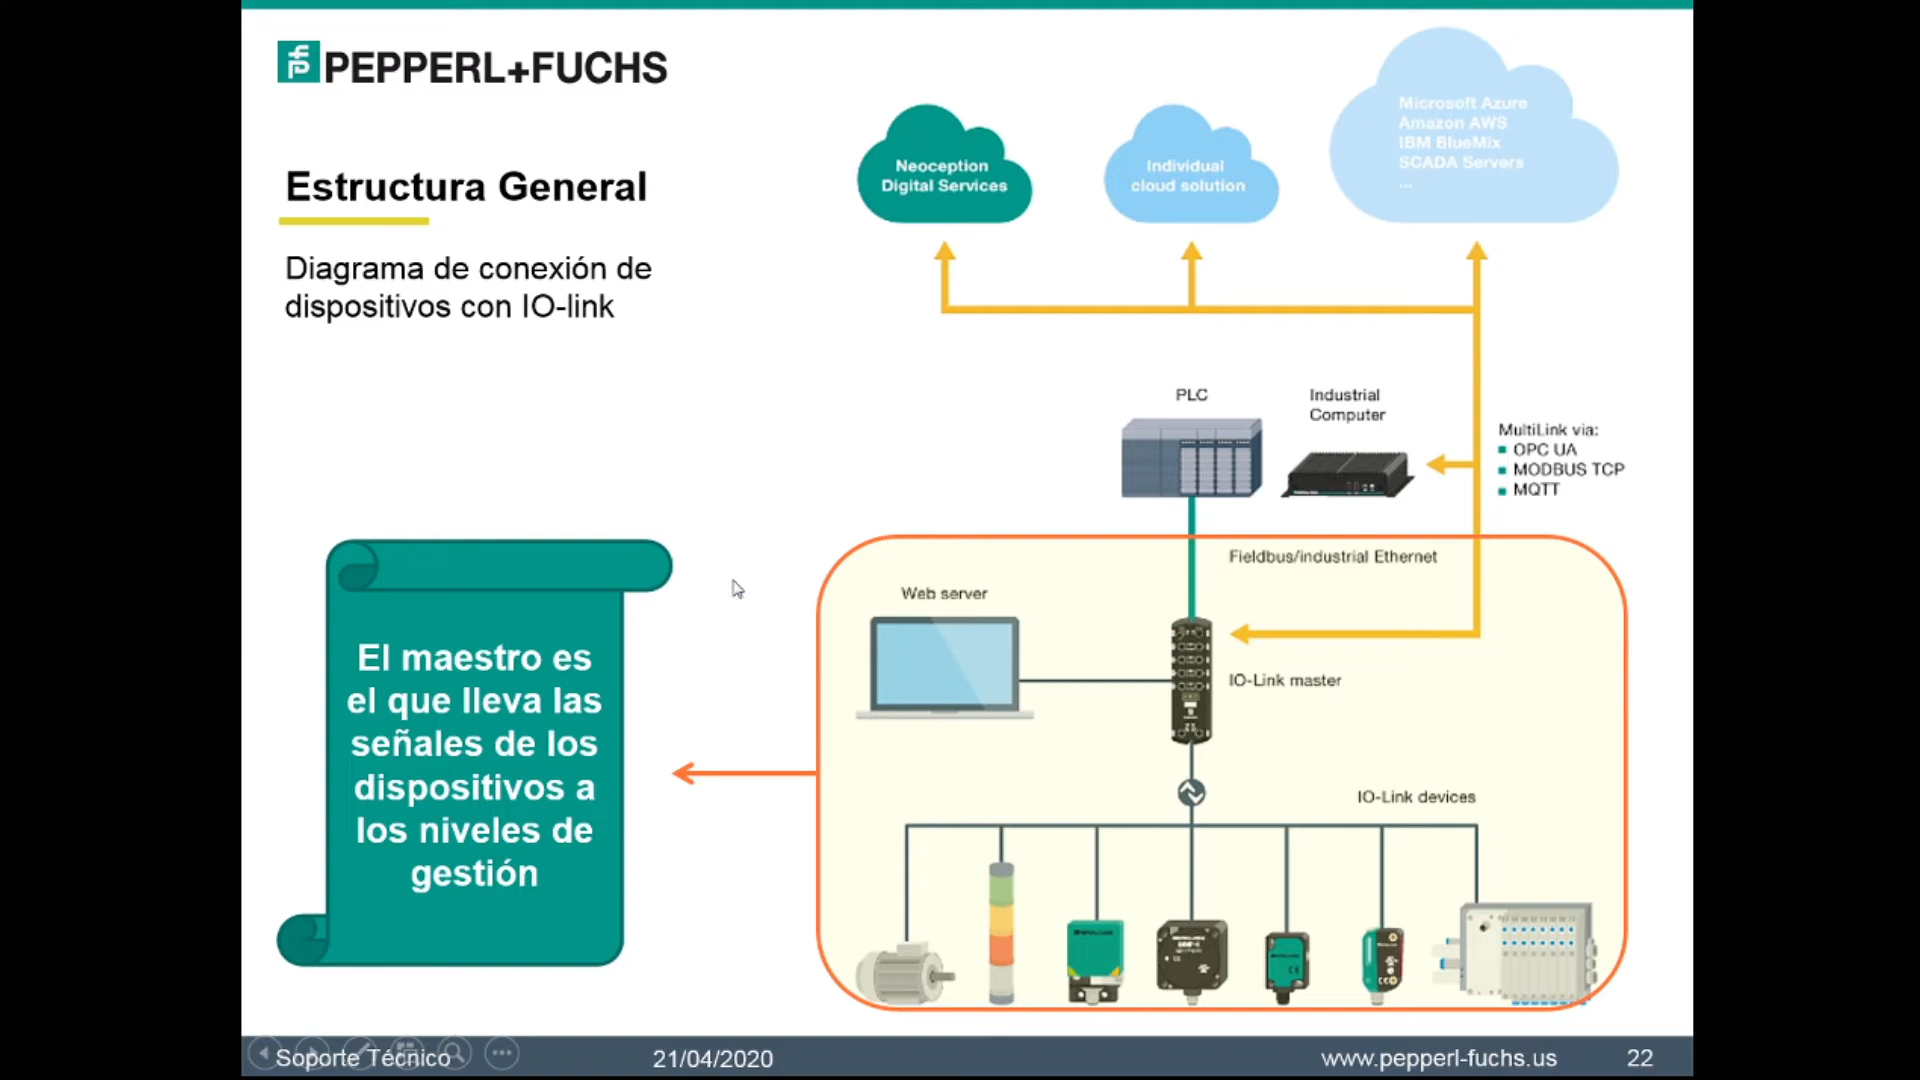 PEPPERL+FUCHS
Estructura General
Diagrama de conexión de
dispositivos con IO-link
Neoception
Digital Services
Individual
cloud solution
Microsoft Azure
Amazon AWS
IBM BlueMix
SCADA Servers
...
PLC
Industrial
Computer
MultiLink via:
OPC UA
MODBUS TCP
MQTT
Fieldbus/industrial Ethernet
Web server
IO-Link master
IO-Link devices
El maestro es
el que lleva las
señales de los
dispositivos a
los niveles de
gestión
Soporte Técnico
21/04/2020
www.pepperl-fuchs.us
22